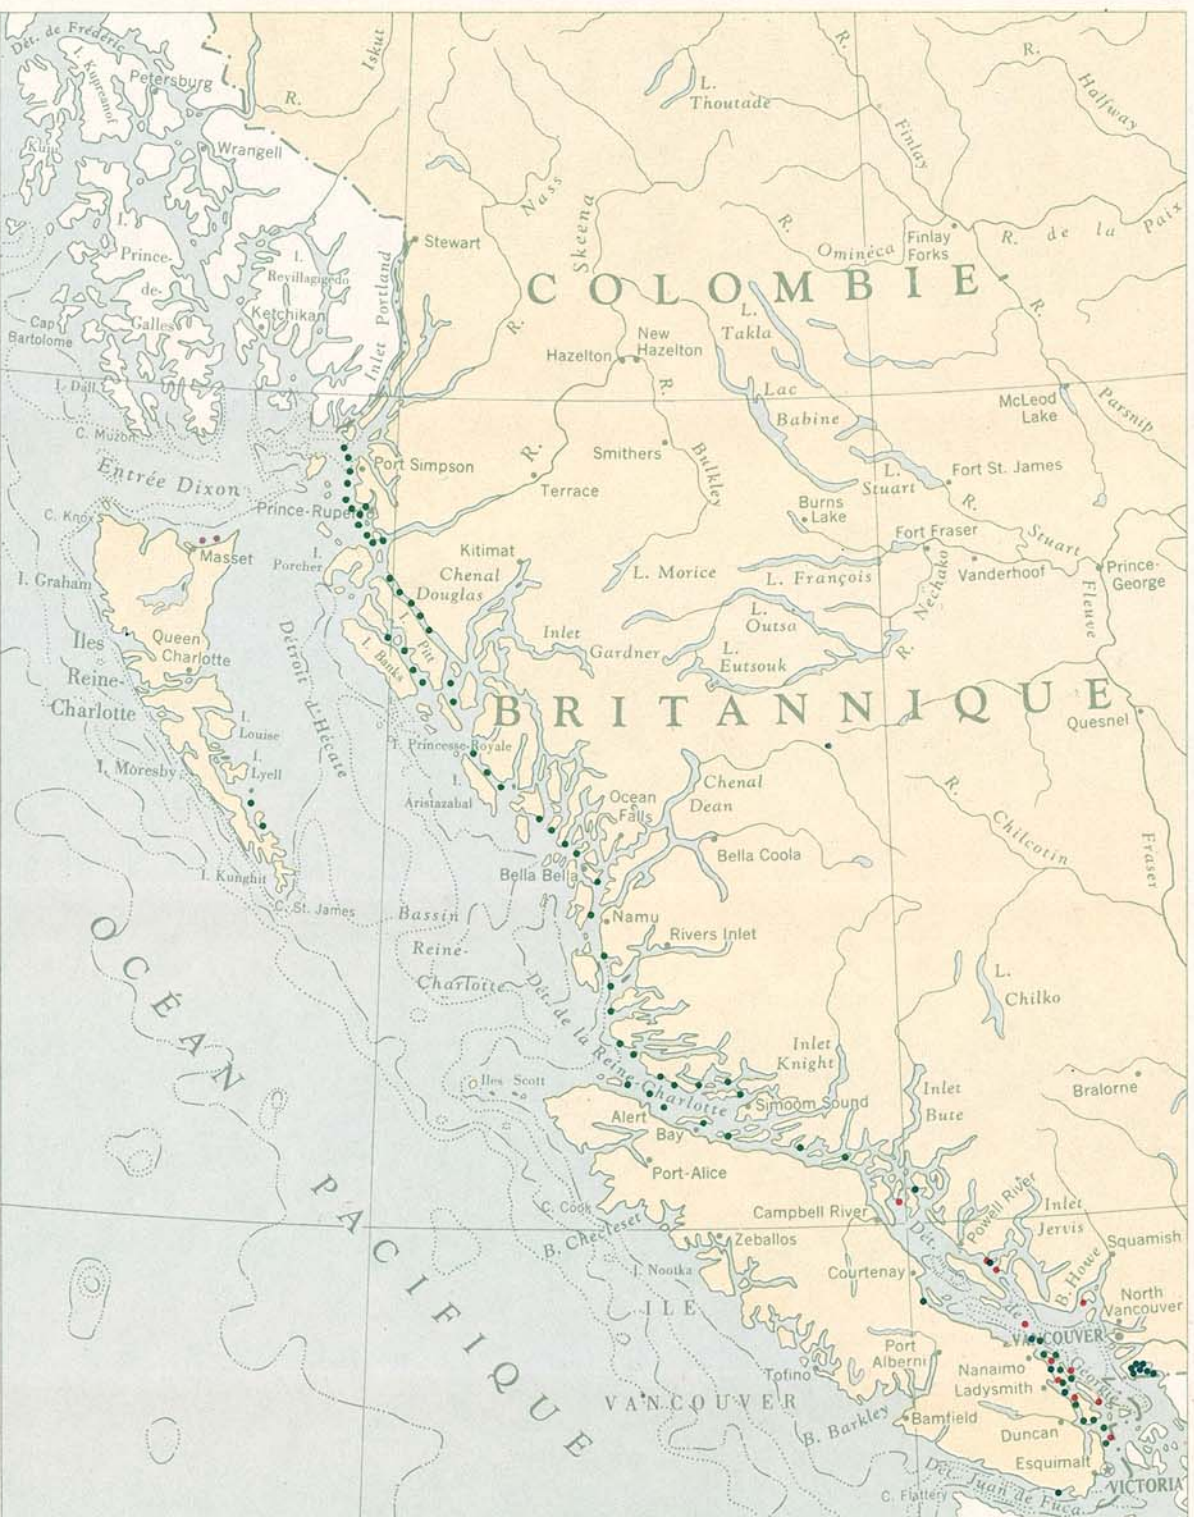 Dét. de Frédéric
I. Kupreanof
Petersburg
Iskut
R.
L.
Thoutade
R.
Finlay
R.
Halfway
Kuiu
Wrangell
Nass
Skeena
I.
Prince-
de-
Galles
Stewart
I.
Revillagigedo
Ketchikan
Inlet Portland
R.
Omineca
Finlay
Forks
R. de la Paix
COLOMBIE
Cap
Bartolome
R.
Hazelton
New
Hazelton
L.
Takla
R.
I. Dall
R.
Lac
Babine
McLeod
Lake
Parsnip
C. Muzon
Entrée Dixon
Port Simpson
R.
Terrace
Smithers
Bulkley
L.
Stuart
Fort St. James
R.
Stuart
C. Knox
Prince-Rupert
Burns
Lake
Fort Fraser
Vanderhoof
Prince-
George
Masset
I.
Porcher
I. Graham
Kitimat
Chenal
Douglas
L. Morice
L. François
Nechako
R.
Fleuve
Iles
Reine-
Charlotte
Queen
Charlotte
Détroit d'Hécate
I. Banks
I. Pitt
Inlet
Gardner
L.
Outsa
L.
Eutsouk
BRITANNIQUE
Quesnel
I.
Louise
I.
Lyell
I. Moresby
I. Princesse-Royale
I.
Aristazabal
Chenal
Dean
Ocean
Falls
R.
Chilcotin
Fraser
Bella Coola
Bella Bella
I. Kunghit
C. St. James
Bassin
Reine-
Charlotte
Namu
Rivers Inlet
L.
Chilko
OCÉAN PACIFIQUE
Dét. de la Reine-Charlotte
Inlet
Knight
Iles Scott
Simoom Sound
Inlet
Bute
Bralorne
Alert
Bay
Port-Alice
C. Cook
B. Checleset
Campbell River
Powell River
Inlet
Jervis
Zeballos
I. Nootka
Courtenay
Dét. de Georgie
B. Howe
Squamish
North
Vancouver
VANCOUVER
ILE
VANCOUVER
Port
Alberni
Tofino
Nanaimo
Ladysmith
B. Barkley
Bamfield
Duncan
Esquimalt
VICTORIA
C. Flattery
Dét. Juan de Fuca